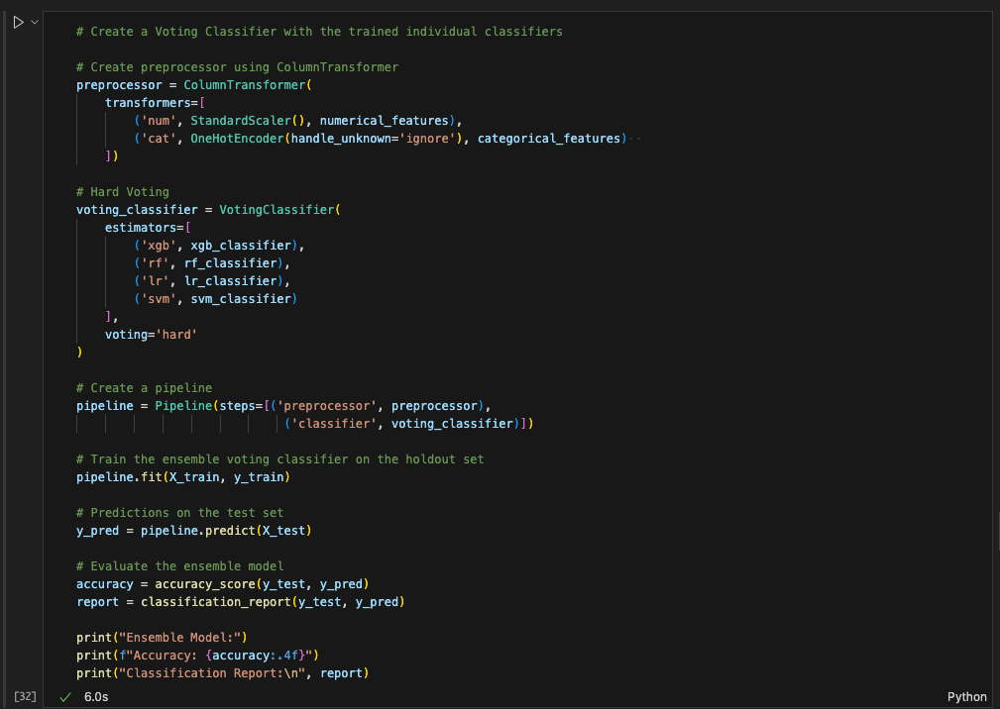 # Create a Voting Classifier with the trained individual classifiers
# Create preprocessor using ColumnTransformer
preprocessor = ColumnTransformer(
transformers=[
('num', StandardScaler(), numerical_features),
('cat', OneHotEncoder(handle_unknown='ignore'), categorical_features)
])
# Hard Voting
voting_classifier = VotingClassifier(
estimators=[
('xgb', xgb_classifier),
('rf', rf_classifier),
('lr', lr_classifier),
('svm', svm_classifier)
],
voting='hard'
)
# Create a pipeline
pipeline = Pipeline(steps=[('preprocessor', preprocessor),
('classifier', voting_classifier)])
# Train the ensemble voting classifier on the holdout set
pipeline.fit(X_train, y_train)
# Predictions on the test set
y_pred = pipeline.predict(X_test)
# Evaluate the ensemble model
accuracy = accuracy_score(y_test, y_pred)
report = classification_report(y_test, y_pred)
print("Ensemble Model:")
print(f"Accuracy: {accuracy:.4f}")
print("Classification Report:\n", report)
[32] ✓ 6.0s Python